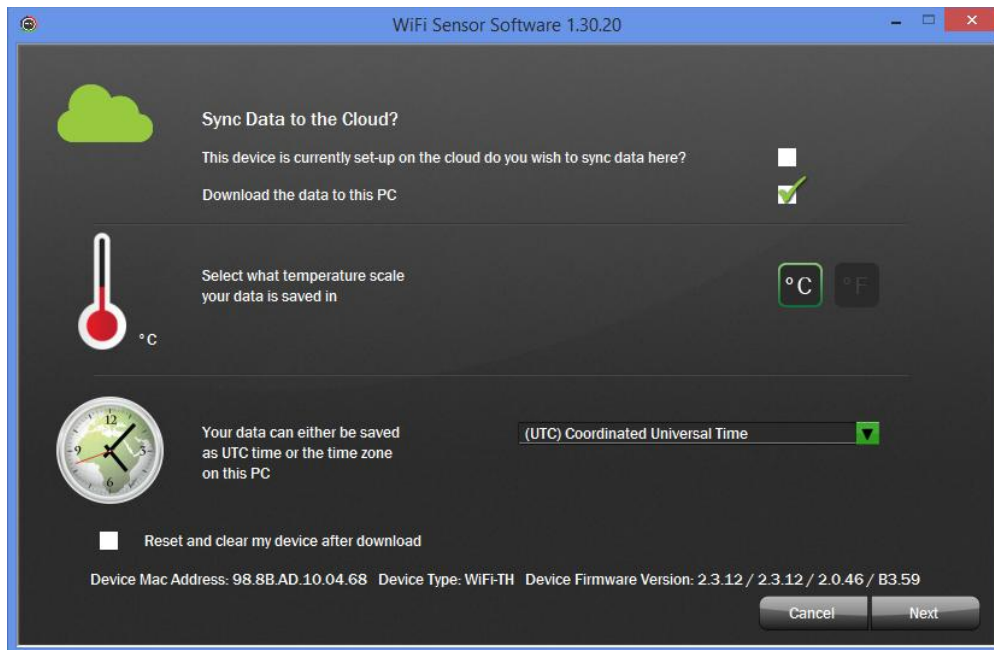 WiFi Sensor Software 1.30.20
Sync Data to the Cloud?
This device is currently set-up on the cloud do you wish to sync data here?
Download the data to this PC
Select what temperature scale
your data is saved in
°C °F
°C
12
9 3
6
Your data can either be saved
as UTC time or the time zone
on this PC
(UTC) Coordinated Universal Time
Reset and clear my device after download
Device Mac Address: 98.8B.AD.10.04.68 Device Type: WiFi-TH Device Firmware Version: 2.3.12 / 2.3.12 / 2.0.46 / B3.59
Cancel Next